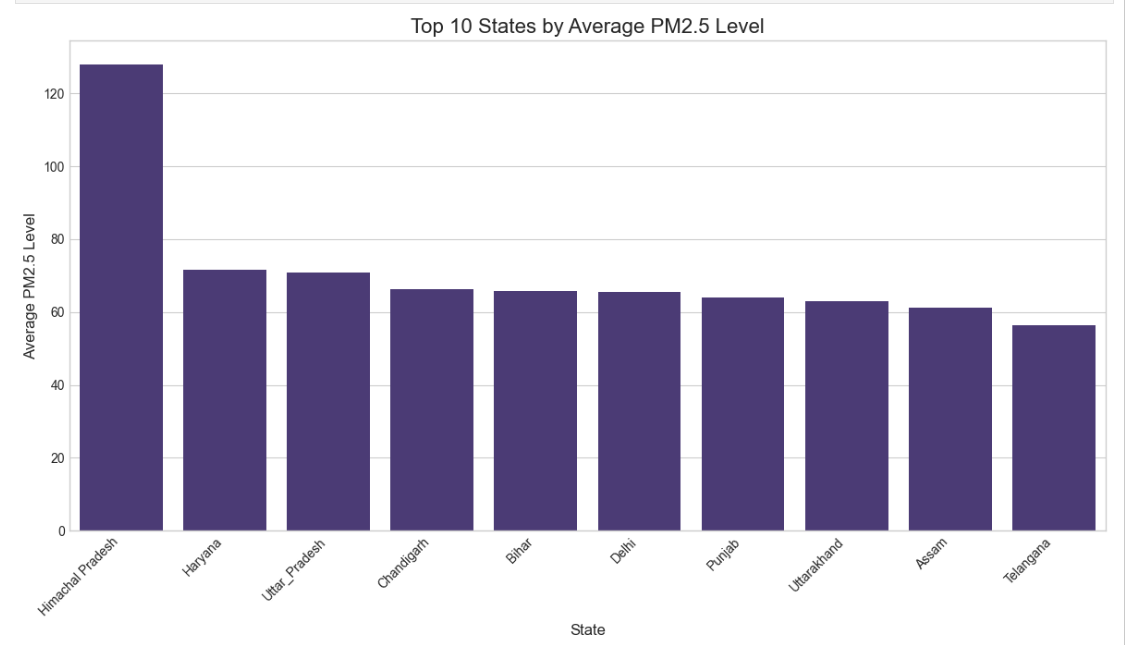 Top 10 States by Average PM2.5 Level
Average PM2.5 Level
120
100
80
60
40
20
0
Himachal Pradesh
Haryana
Uttar_Pradesh
Chandigarh
Bihar
Delhi
Punjab
Uttarakhand
Assam
Telangana
State